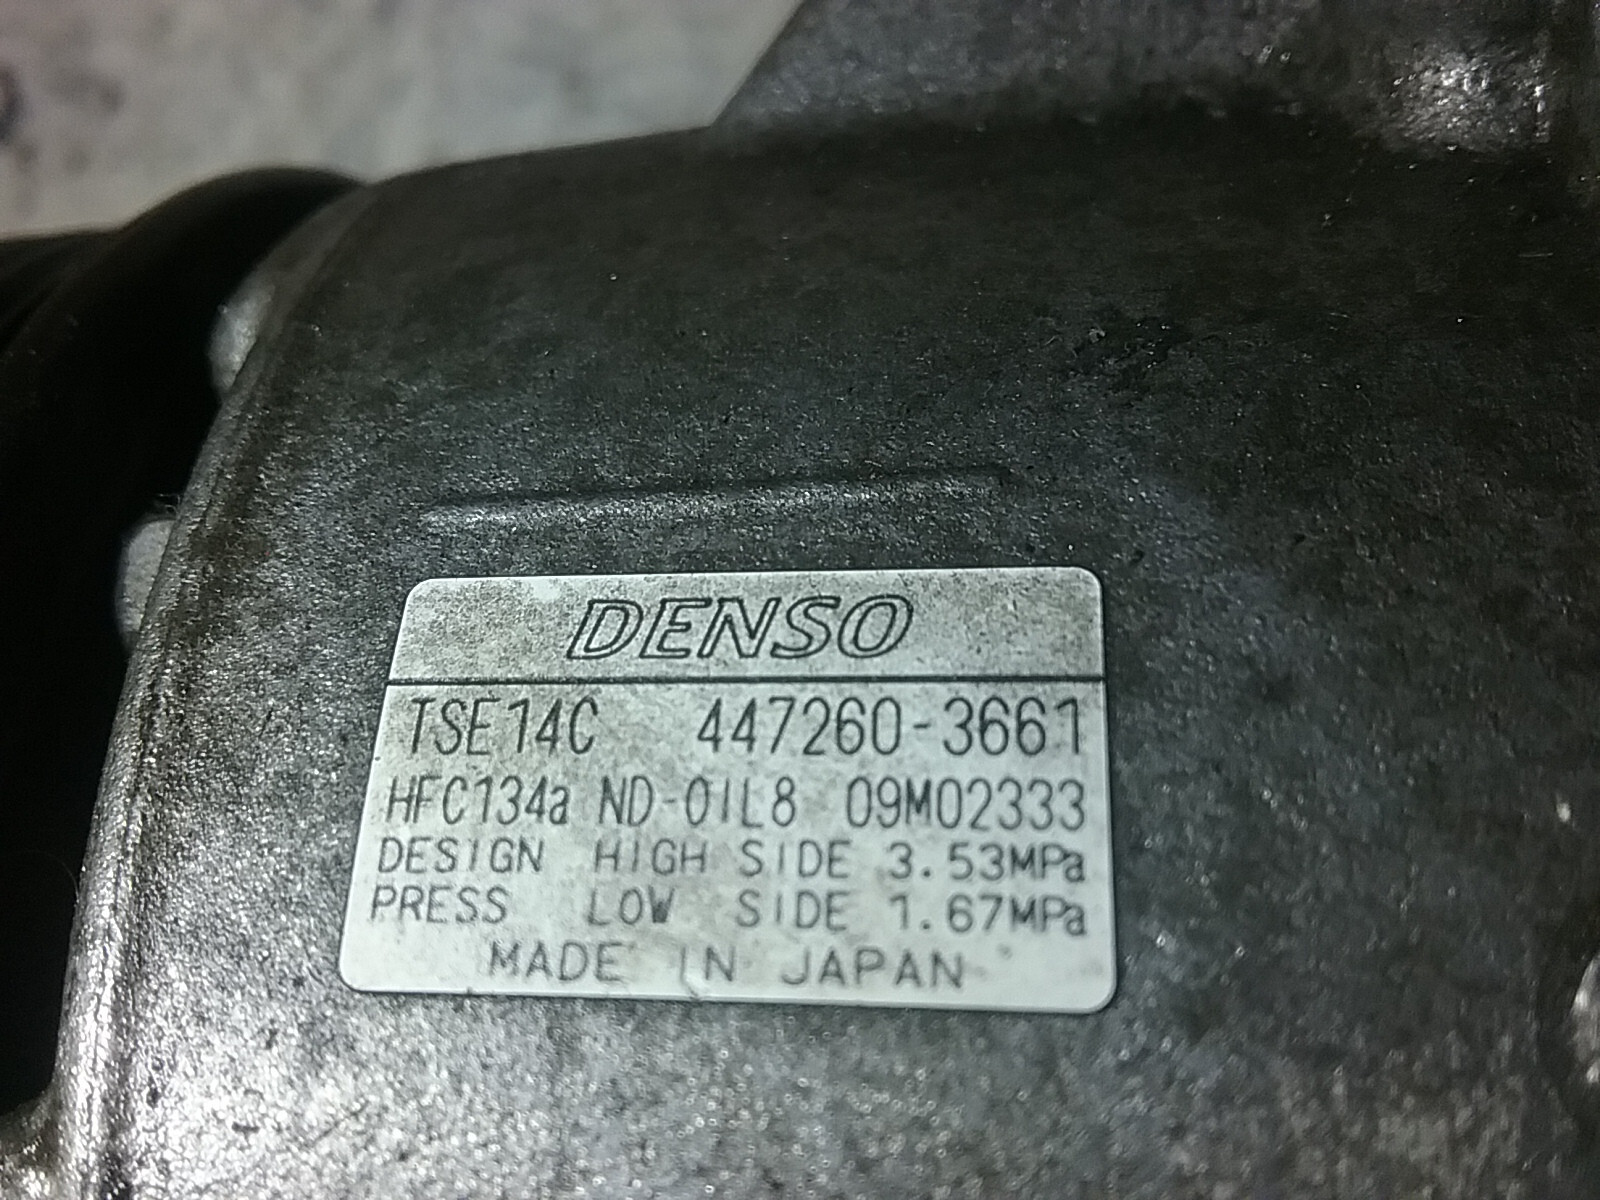 DENSO
TSE14C 447260-3661
HFC134a ND-OIL8 09M02333
DESIGN HIGH SIDE 3.53MPa
PRESS LOW SIDE 1.67MPa
MADE IN JAPAN